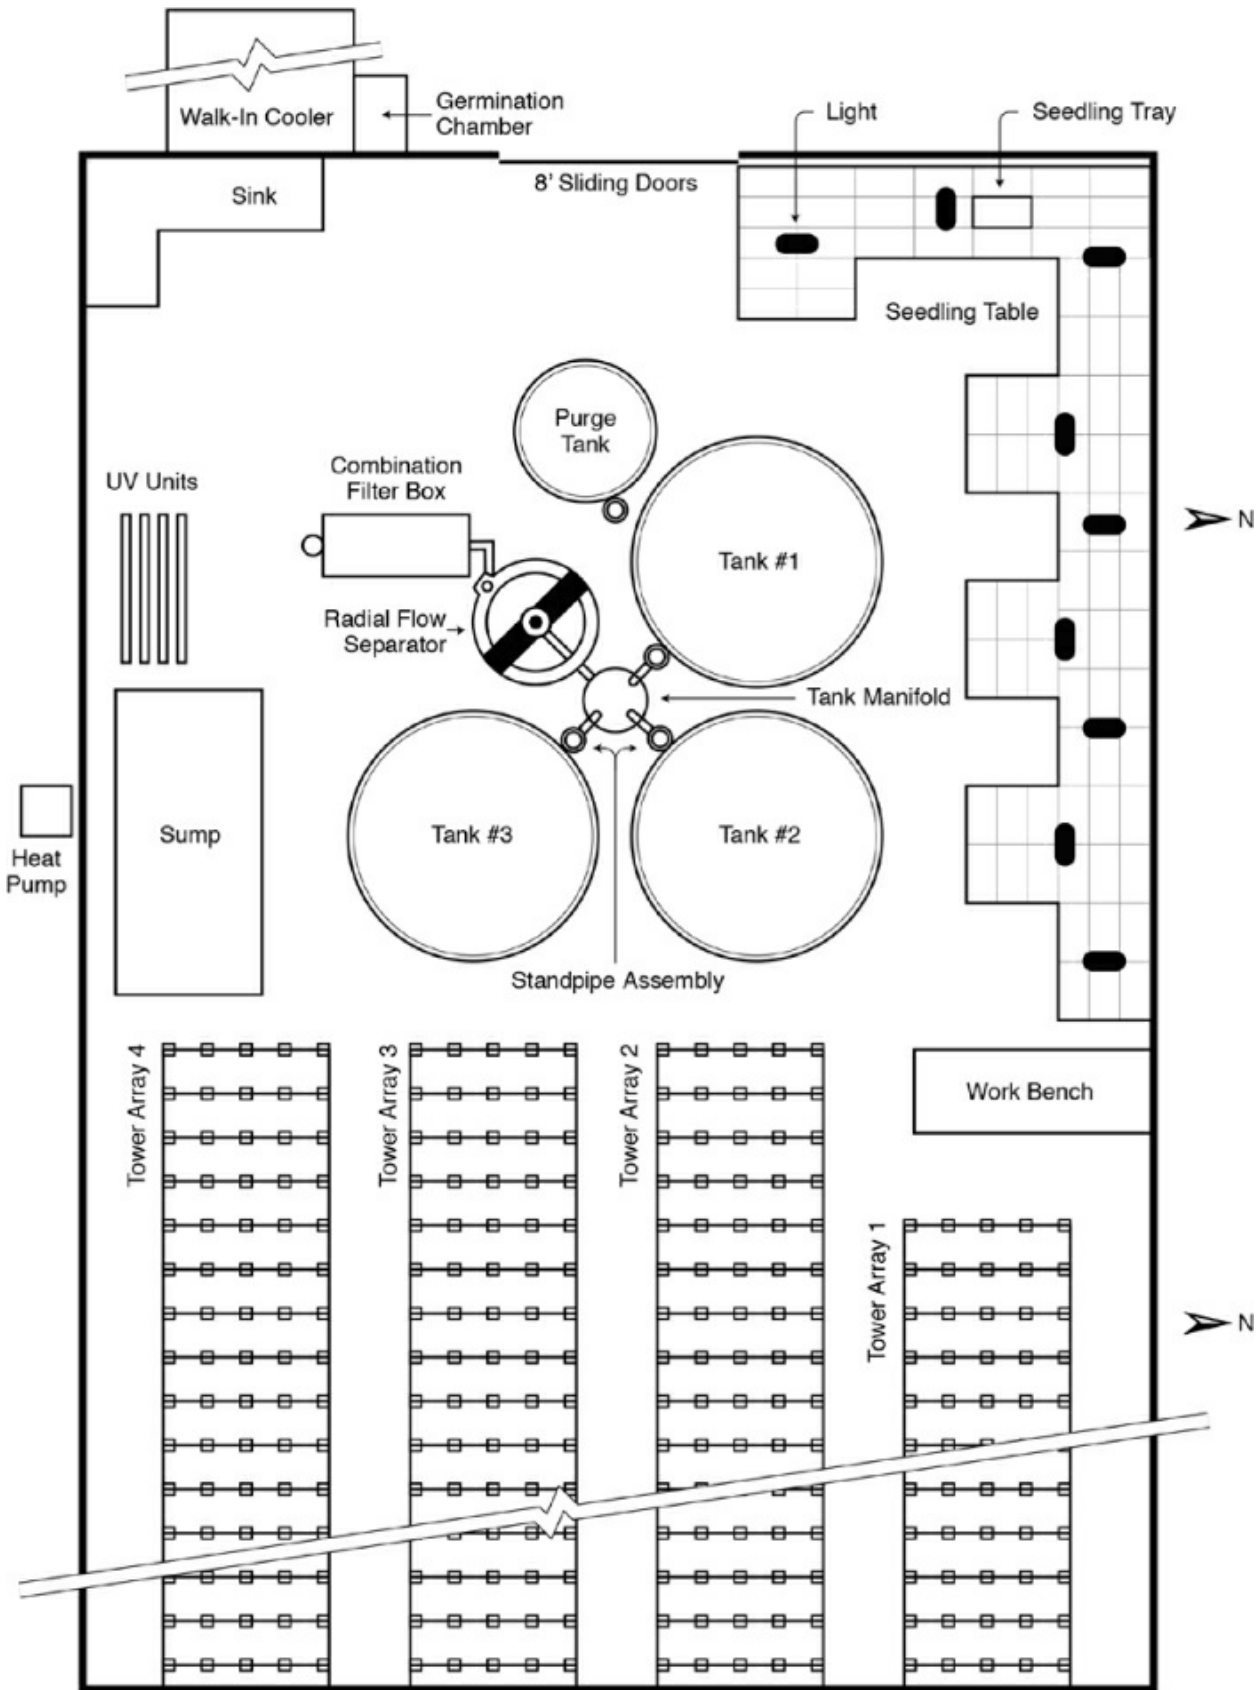 Walk-In Cooler
Germination
Chamber
Light
Seedling Tray
8' Sliding Doors
Sink
Seedling Table
Purge
Tank
Combination
Filter Box
UV Units
N
Tank #1
Radial Flow
Separator
Tank Manifold
Sump
Tank #3
Tank #2
Heat
Pump
Standpipe Assembly
Tower Array 4
Tower Array 3
Tower Array 2
Work Bench
Tower Array 1
N